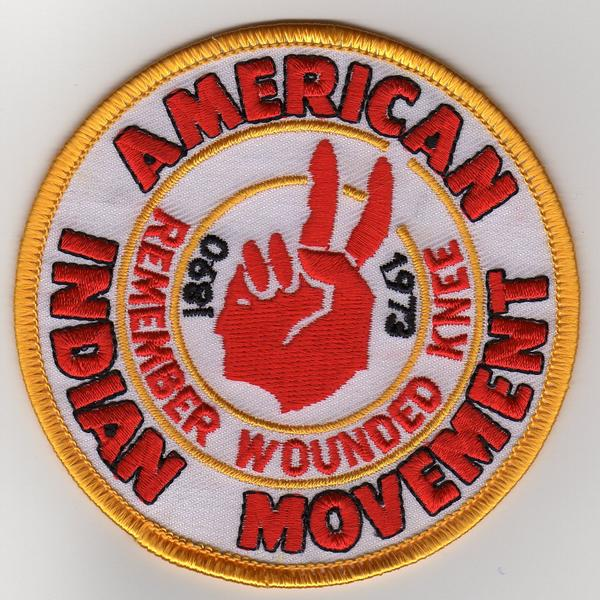 AMERICAN
INDIAN MOVEMENT
REMEMBER WOUNDED KNEE
1890
1973